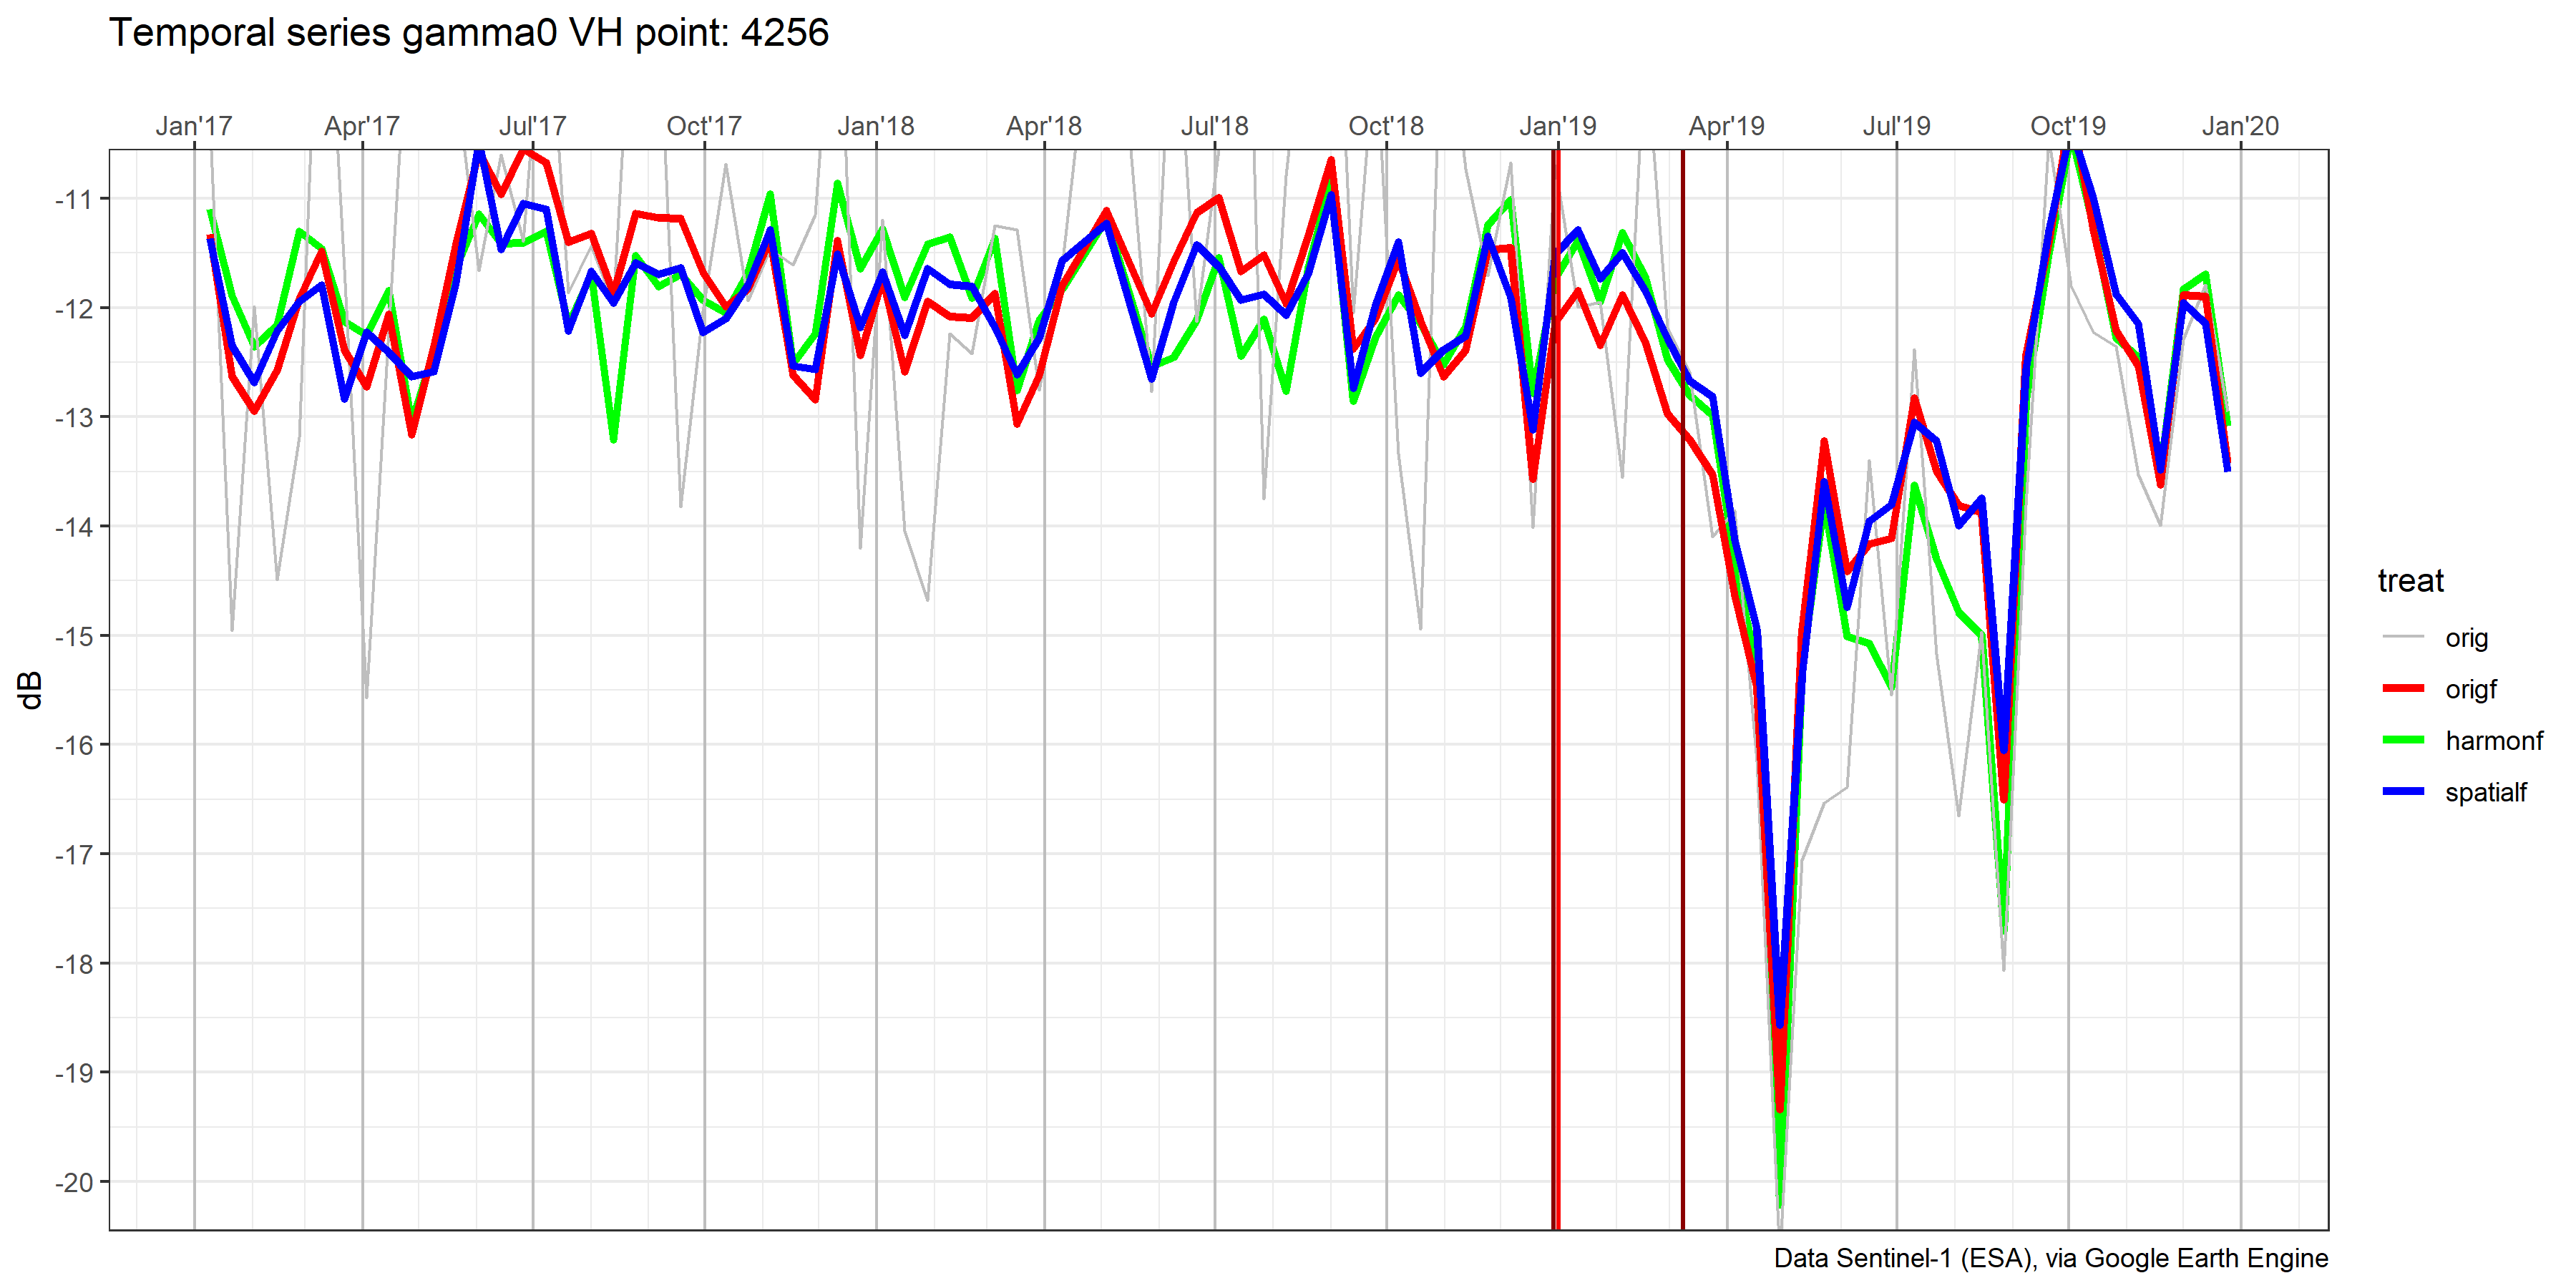 Temporal series gamma0 VH point: 4256
Jan'17 Apr'17 Jul'17 Oct'17 Jan'18 Apr'18 Jul'18 Oct'18 Jan'19 Apr'19 Jul'19 Oct'19 Jan'20
-11
-12
-13
-14
-15
-16
-17
-18
-19
-20
dB
treat
orig
origf
harmonf
spatialf
Data Sentinel-1 (ESA), via Google Earth Engine